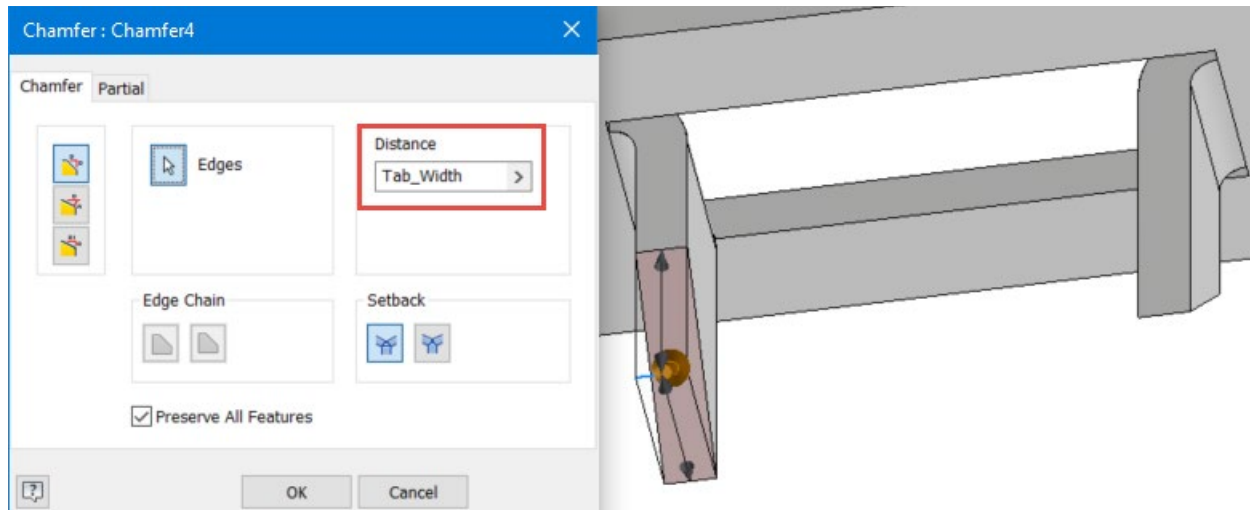 Chamfer : Chamfer4
Chamfer Partial
Edges
Distance
Tab_Width
Edge Chain
Setback
Preserve All Features
OK Cancel